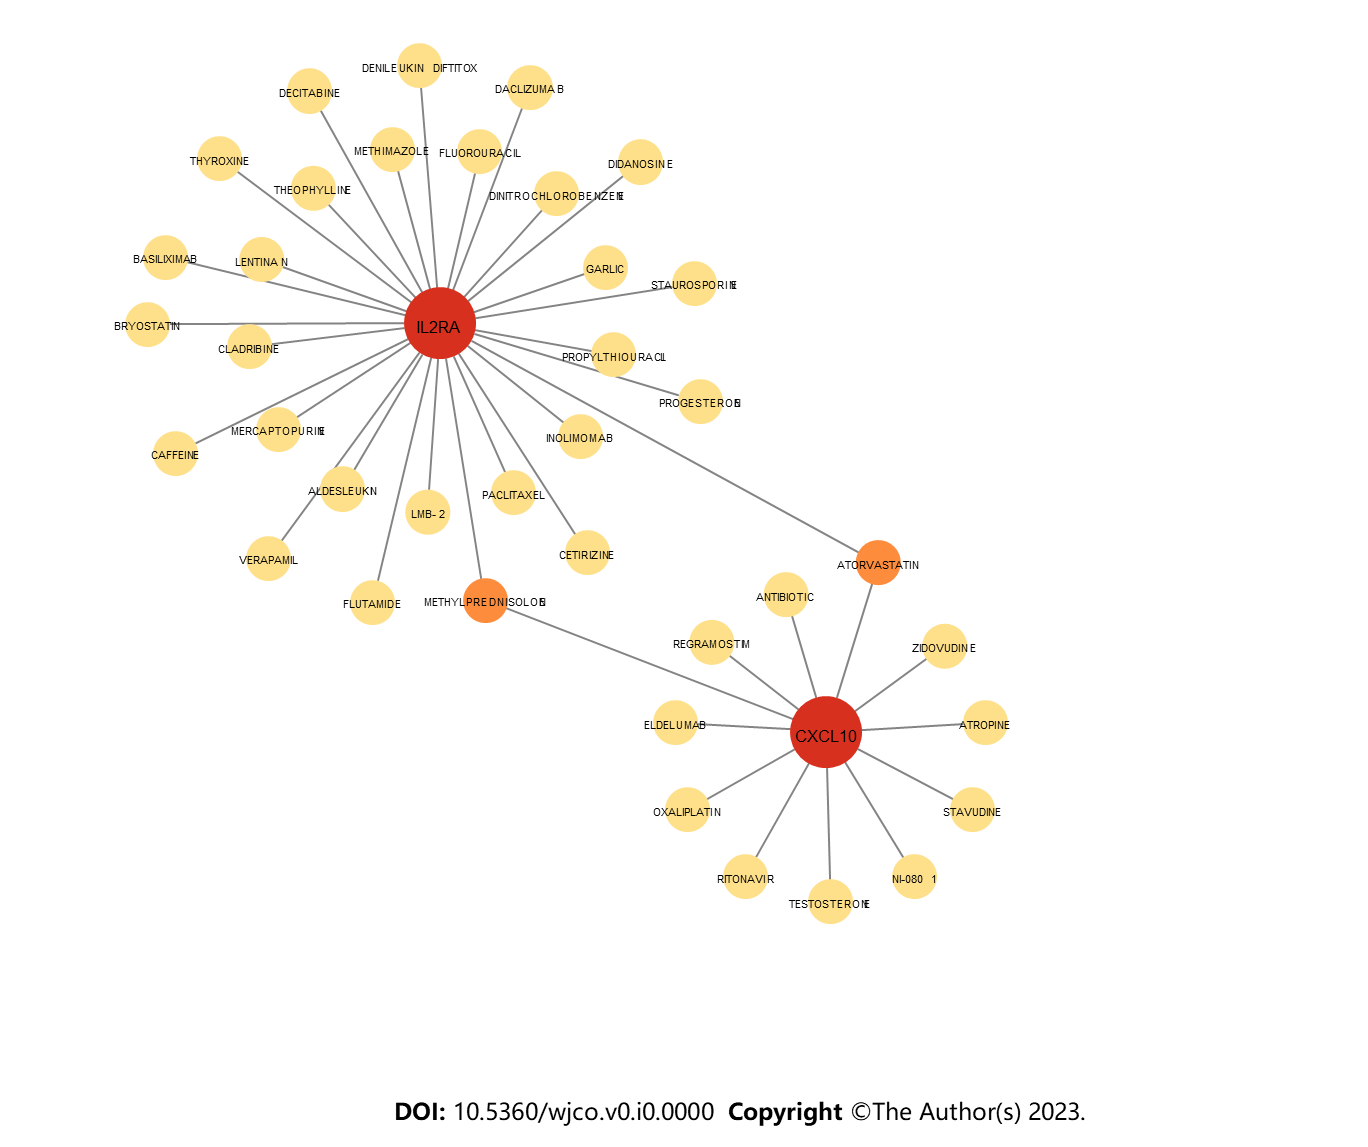 DENILEUKIN DIFTITOX
DACLIZUMAB
DECITABINE
METHIMAZOLE
FLUOROURACIL
THYROXINE
DIDANOSINE
THEOPHYLLINE
DINITROCHLOROBENZENE
BASILIXIMAB
LENTINAN
GARLIC
STAUROSPORINE
BRYOSTATIN
IL2RA
CLADRIBINE
PROPYLTHIOURACIL
PROGESTERONE
MERCAPTOPURINE
INOLIMOMAB
CAFFEINE
ALDESLEUKIN
PACLITAXEL
LMB-2
VERAPAMIL
CETIRIZINE
ATORVASTATIN
FLUTAMIDE
METHYLPREDNISOLONE
ANTIBIOTIC
REGRAMOSTIM
ZIDOVUDINE
ELDELUMAB
CXCL10
ATROPINE
OXALIPLATIN
STAVUDINE
RITONAVIR
NI-0801
TESTOSTERONE
DOI: 10.5360/wjco.v0.i0.0000 Copyright ©The Author(s) 2023.